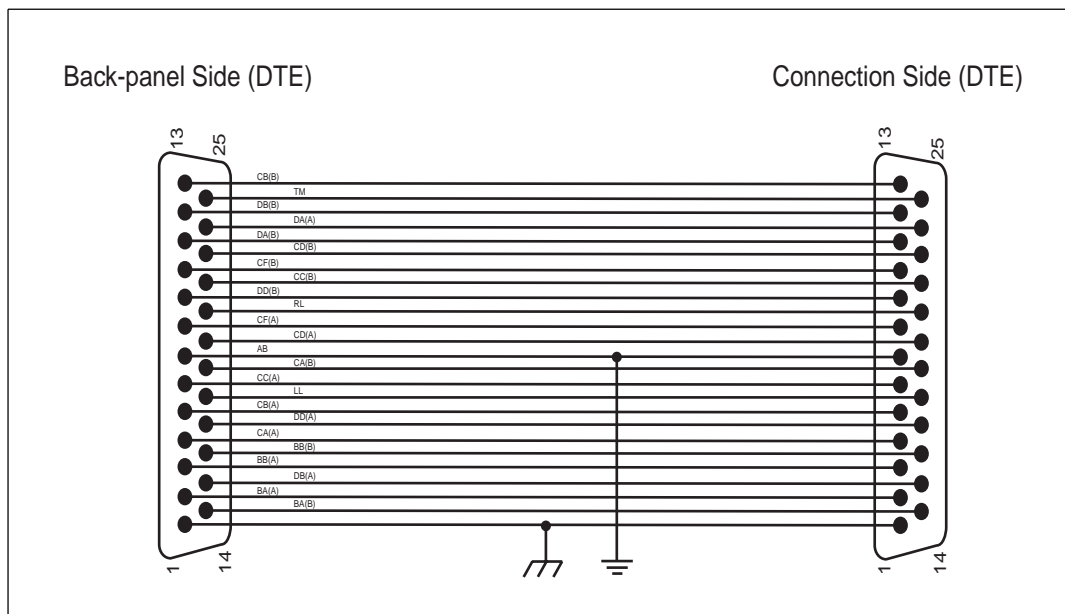 Back-panel Side (DTE)
Connection Side (DTE)
13
25
13
25
CB(B)
TM
DB(B)
DA(A)
DA(B)
CD(B)
CF(B)
CC(B)
DD(B)
RL
CF(A)
CD(A)
AB
CA(B)
CC(A)
LL
CB(A)
DD(A)
CA(A)
BB(B)
BB(A)
DB(A)
BA(A)
BA(B)
1
14
1
14